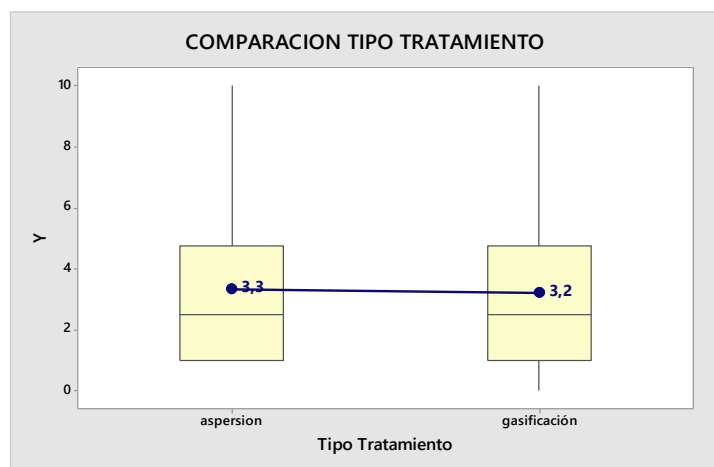 COMPARACION TIPO TRATAMIENTO
10
8
6
4
2
0
Y
3,3
3,2
aspersion
gasificación
Tipo Tratamiento